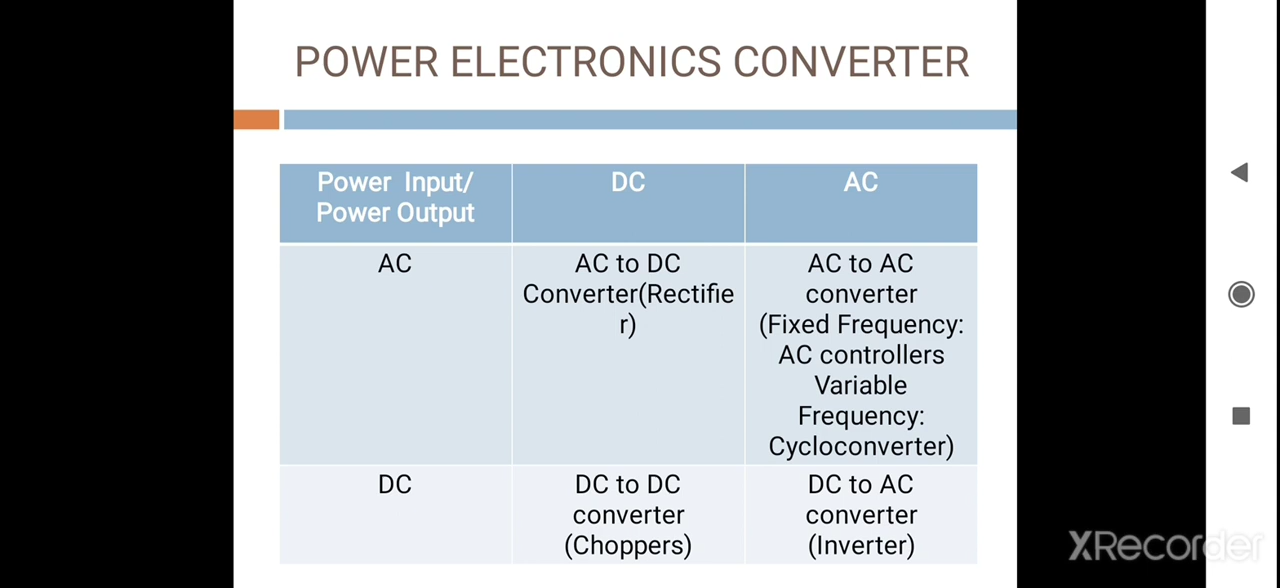 POWER ELECTRONICS CONVERTER
Power Input/
Power Output
DC
AC
AC
AC to DC
Converter(Rectifie
r)
AC to AC
converter
(Fixed Frequency:
AC controllers
Variable
Frequency:
Cycloconverter)
DC
DC to DC
converter
(Choppers)
DC to AC
converter
(Inverter)
XRecorder